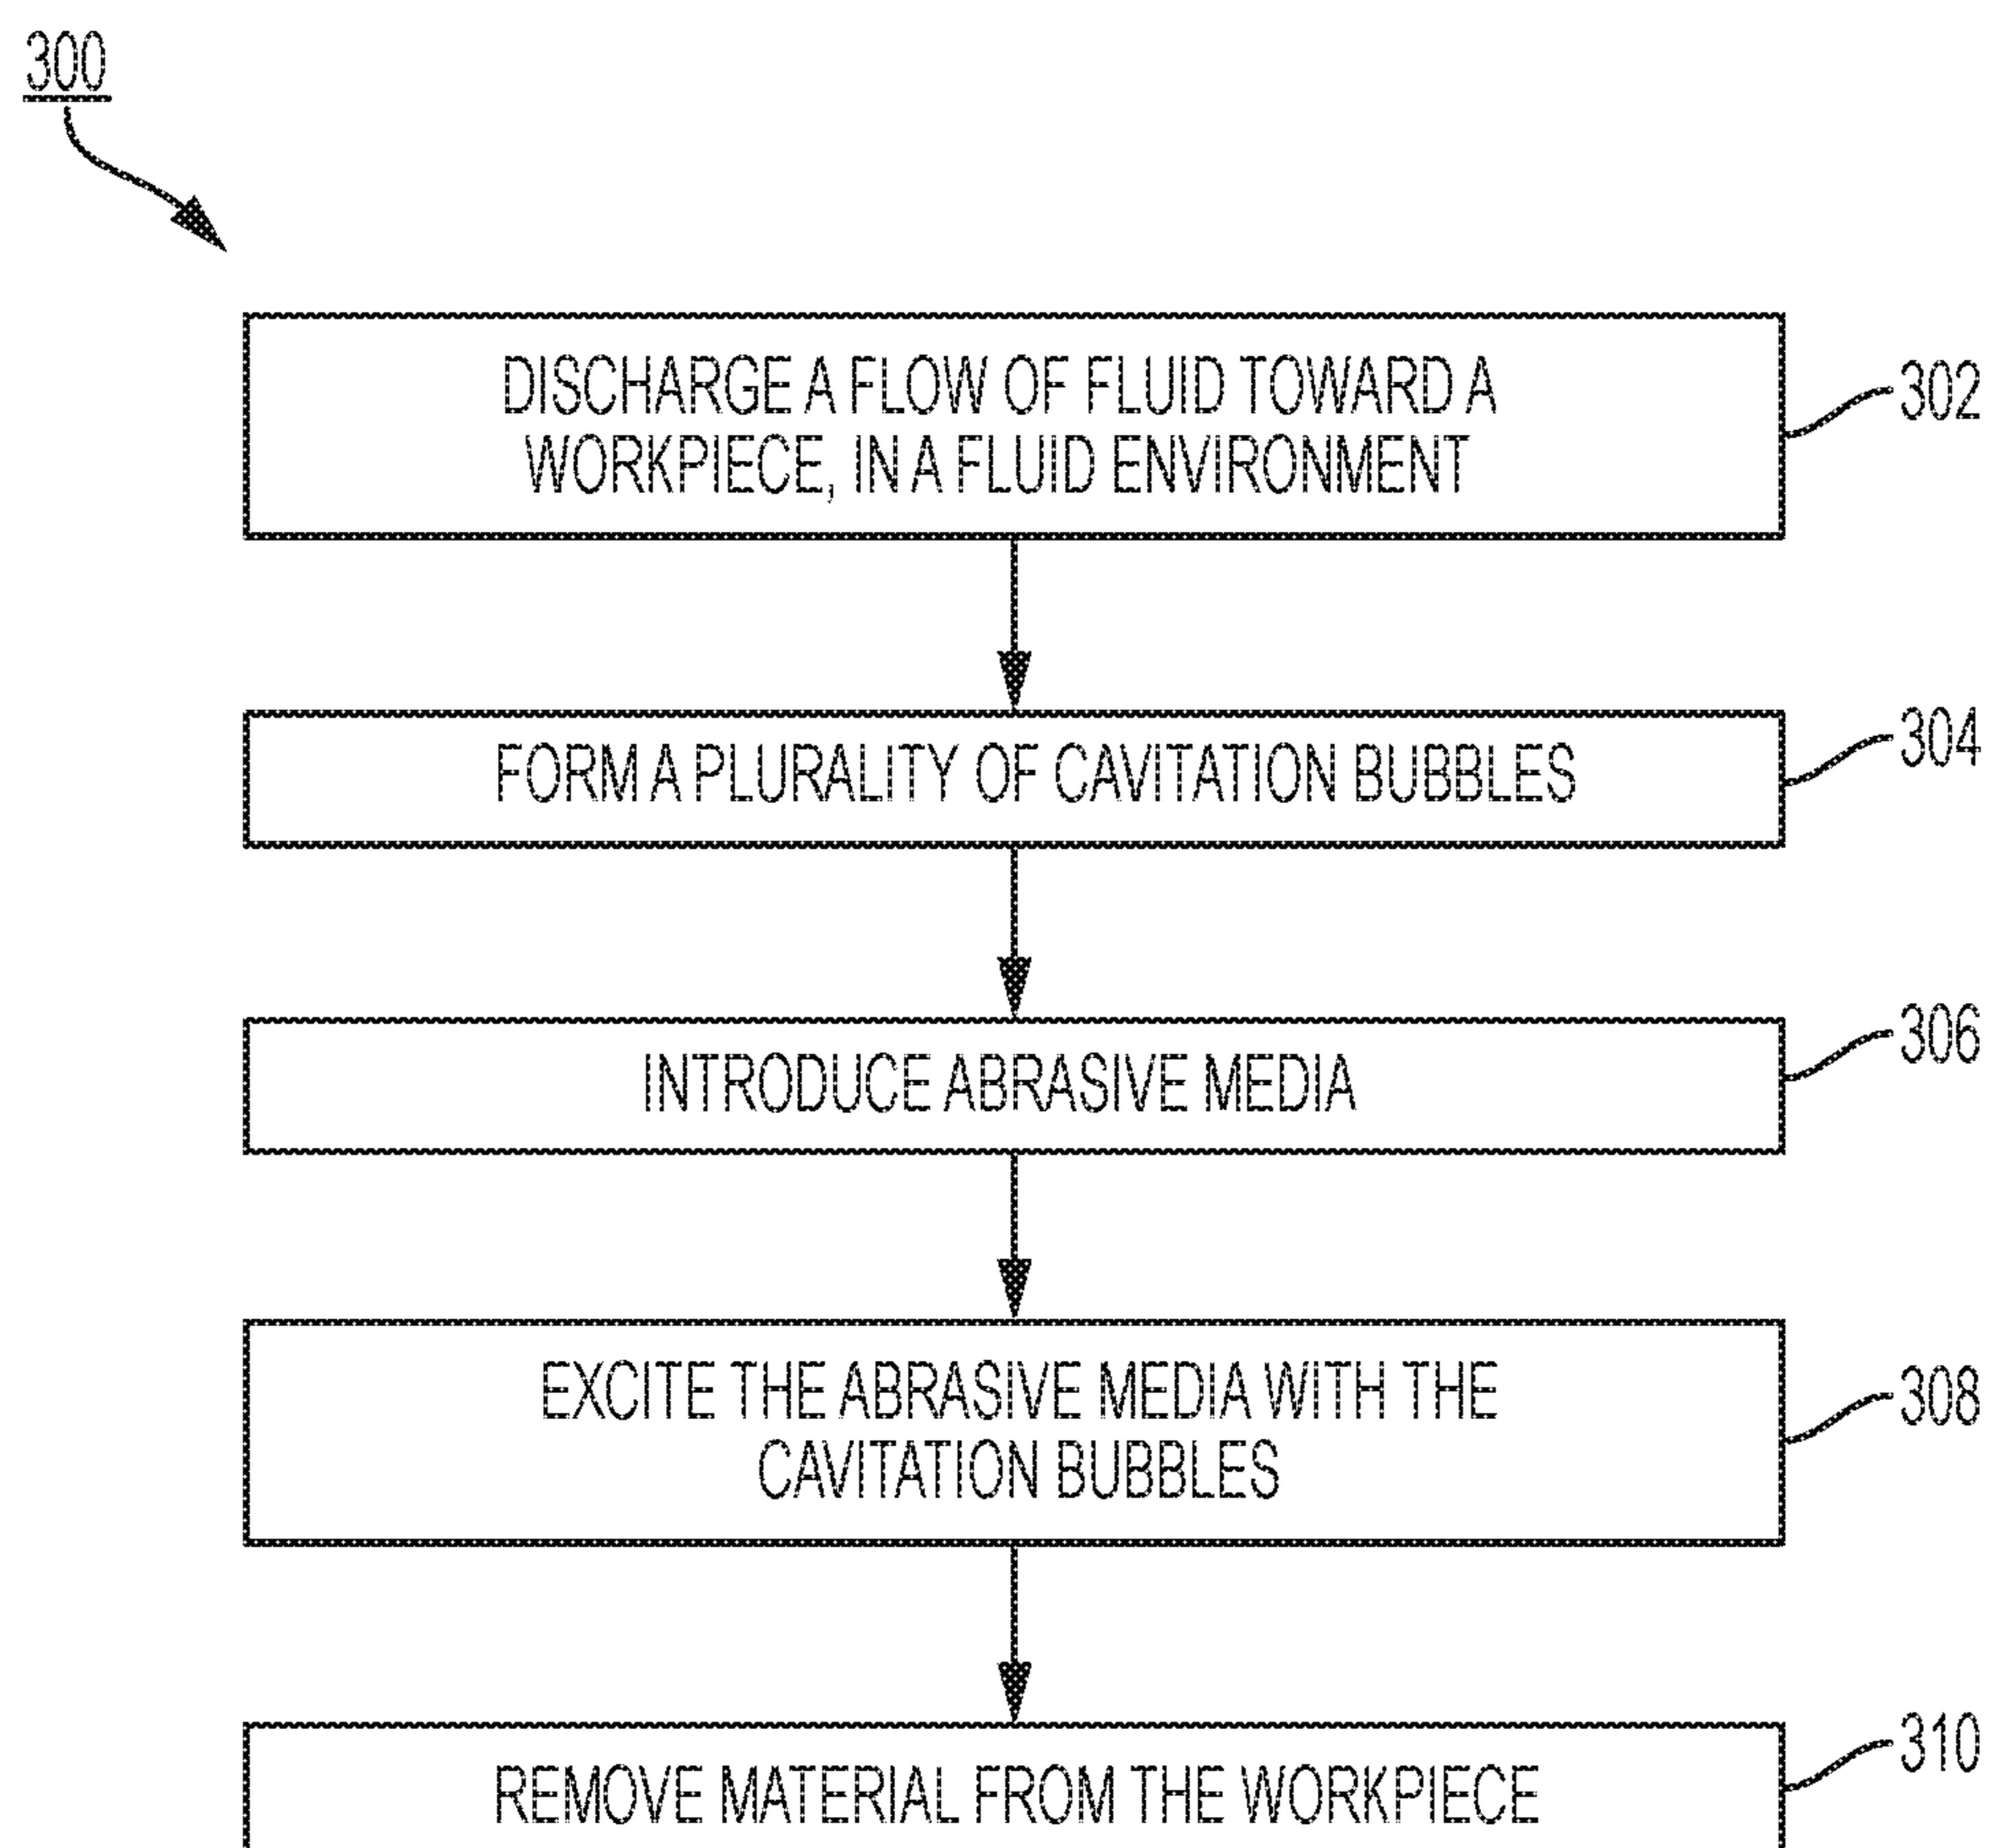 300
DISCHARGE A FLOW OF FLUID TOWARD A
WORKPIECE, IN A FLUID ENVIRONMENT
302
FORM A PLURALITY OF CAVITATION BUBBLES
304
INTRODUCE ABRASIVE MEDIA
306
EXCITE THE ABRASIVE MEDIA WITH THE
CAVITATION BUBBLES
308
REMOVE MATERIAL FROM THE WORKPIECE
310